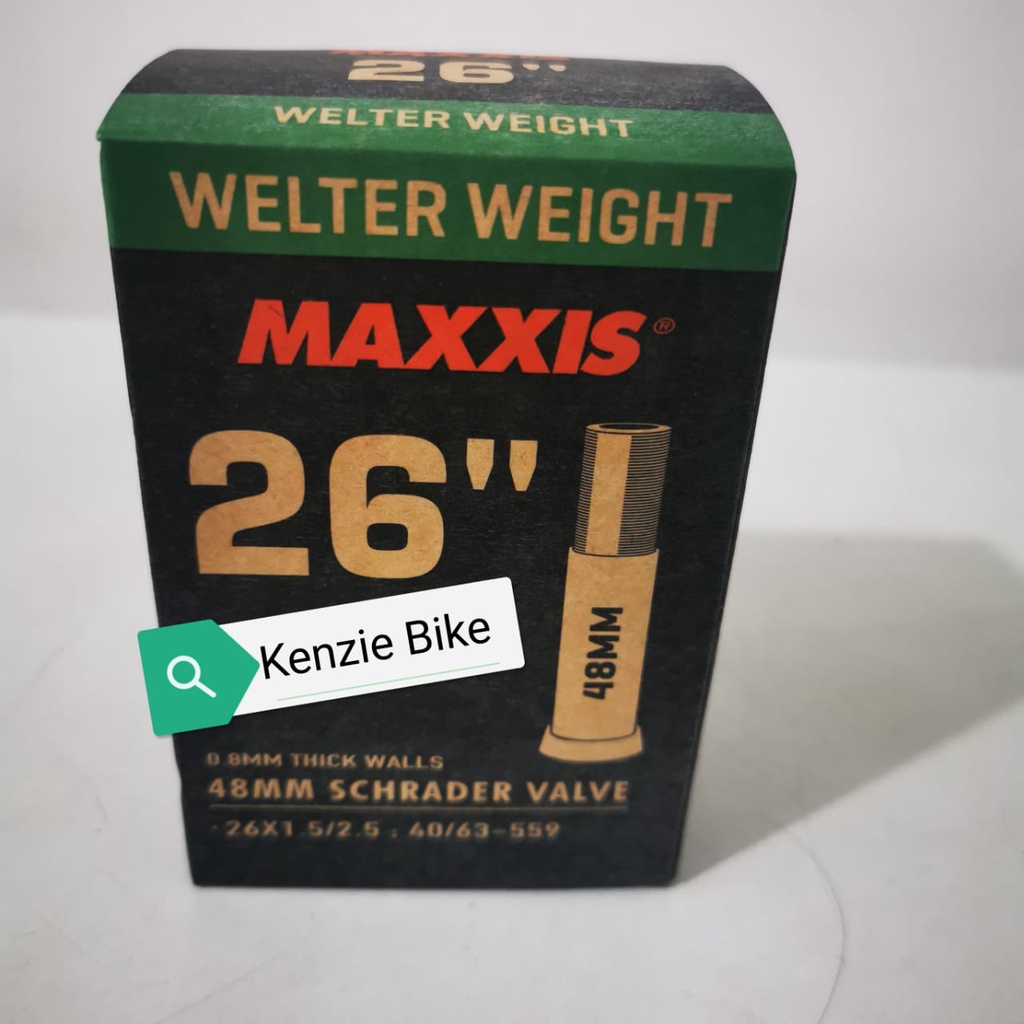 26"
WELTER WEIGHT
WELTER WEIGHT
MAXXIS®
26"
48MM
Kenzie Bike
0.8MM THICK WALLS
48MM SCHRADER VALVE
· 26X1.5/2.5 ; 40/63-559